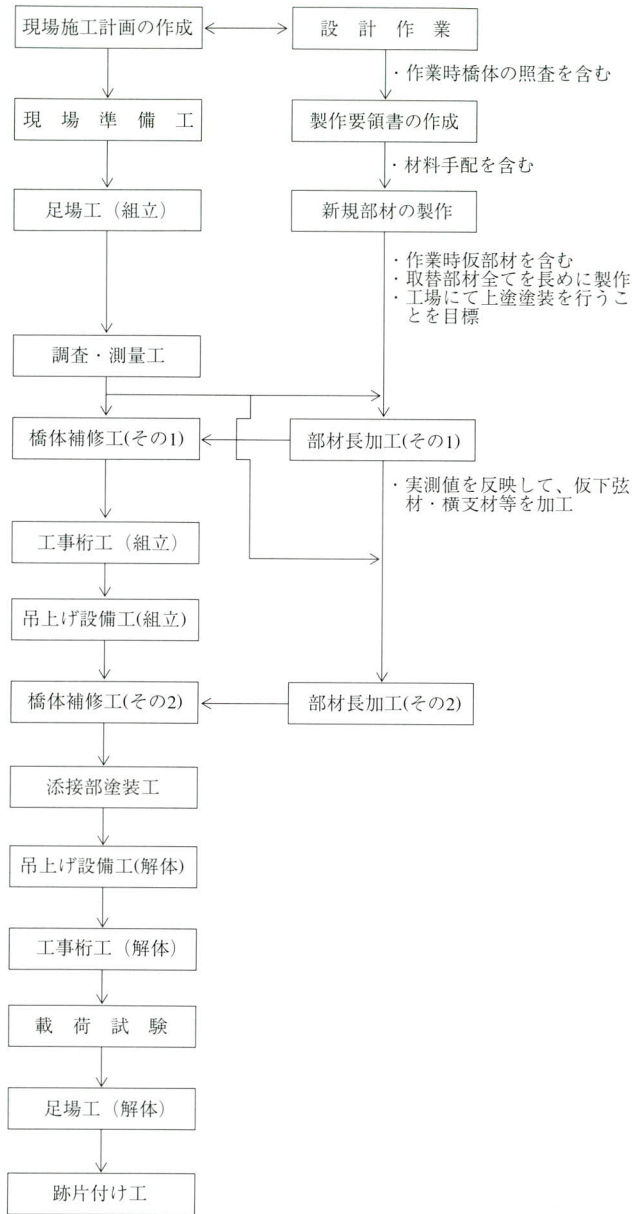 現場施工計画の作成
設計作業
・作業時橋体の照査を含む
現場準備工
製作要領書の作成
・材料手配を含む
足場工（組立）
新規部材の製作
・作業時仮部材を含む
・取替部材全てを長めに製作
・工場にて上塗塗装を行うこ
とを目標
調査・測量工
橋体補修工(その1)
部材長加工(その1)
・実測値を反映して、仮下弦
材・横支材等を加工
工事桁工（組立）
吊上げ設備工(組立)
橋体補修工(その2)
部材長加工(その2)
添接部塗装工
吊上げ設備工(解体)
工事桁工（解体）
載荷試験
足場工（解体）
跡片付け工